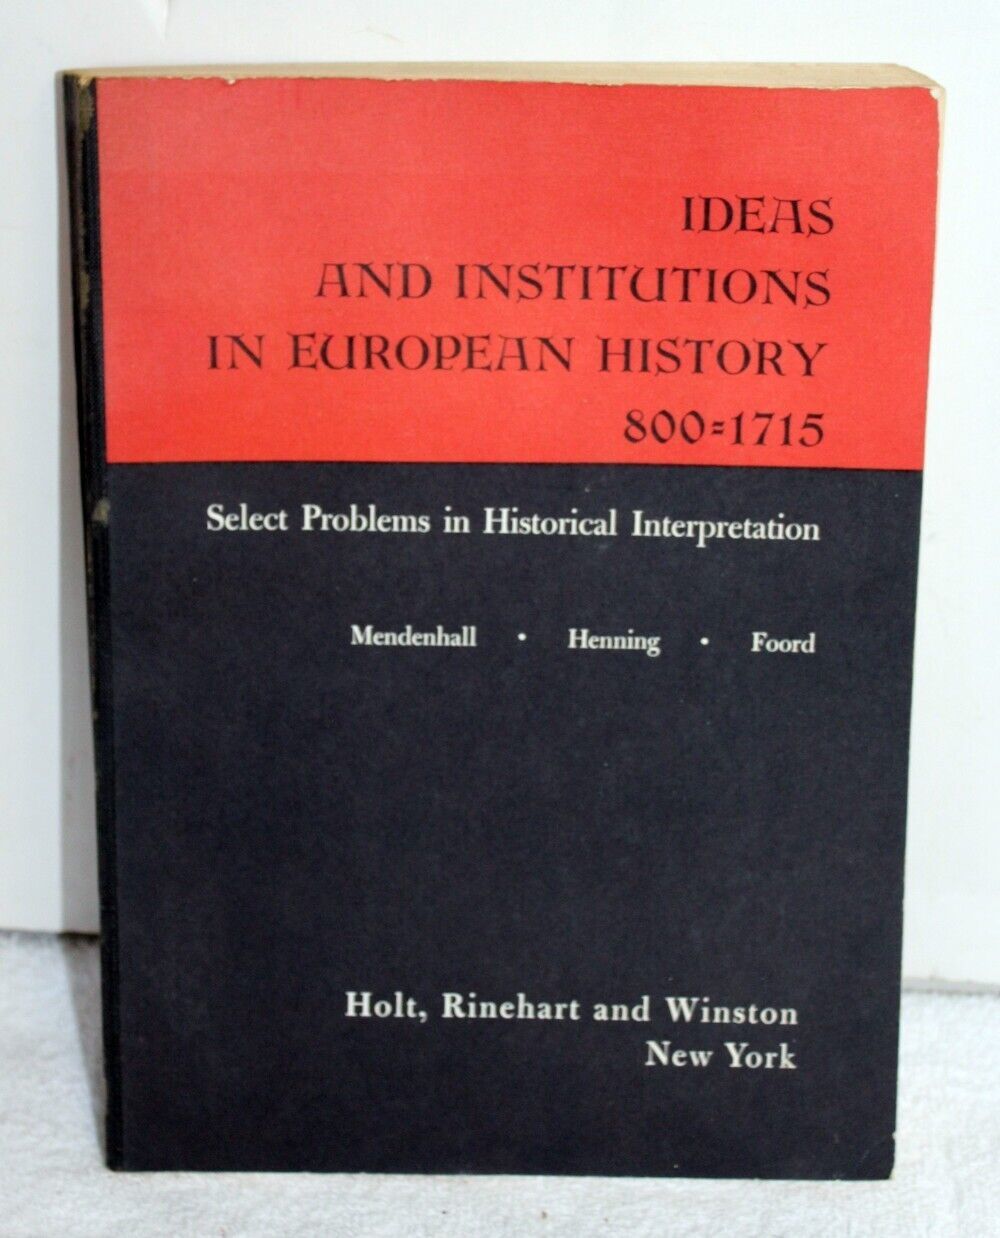 IDEAS
AND INSTITUTIONS
IN EUROPEAN HISTORY
800=1715
Select Problems in Historical Interpretation
Mendenhall • Henning • Foord
Holt, Rinehart and Winston
New York